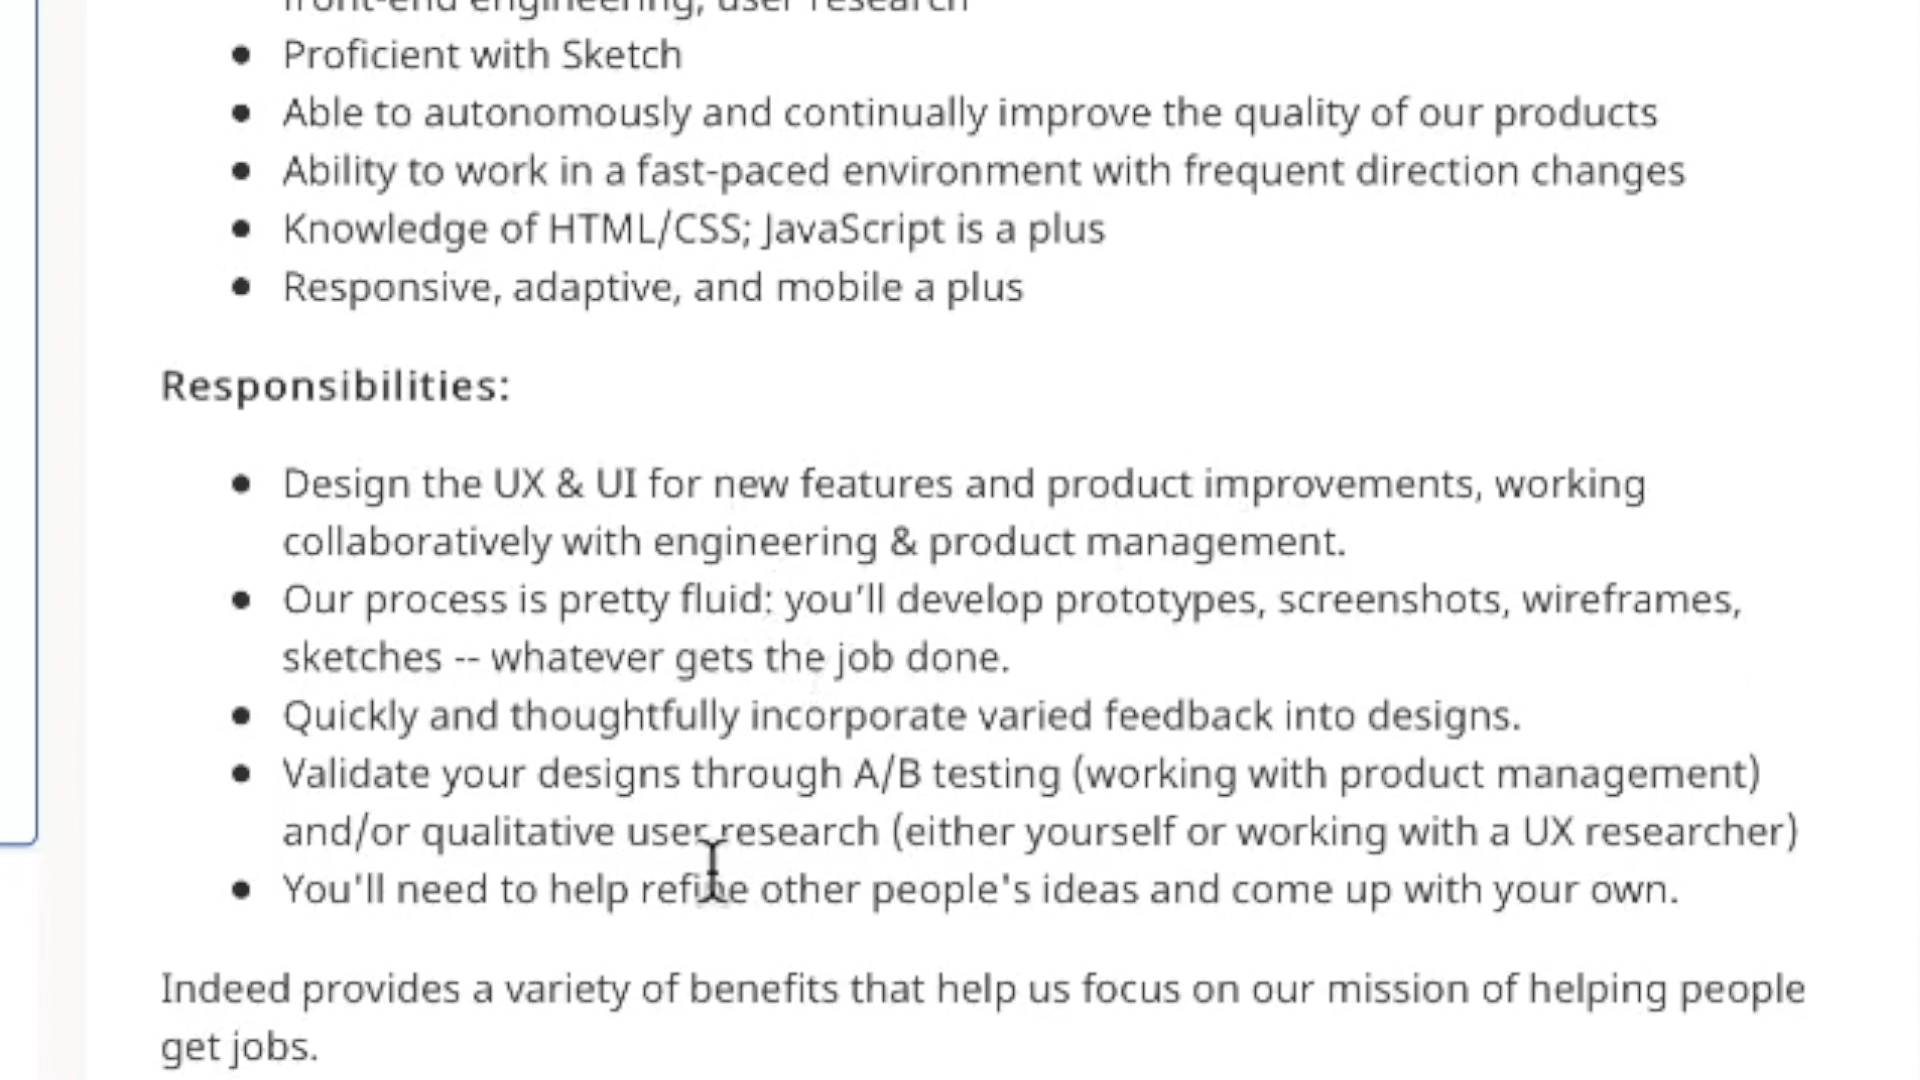 front-end engineering, user research
Proficient with Sketch
Able to autonomously and continually improve the quality of our products
Ability to work in a fast-paced environment with frequent direction changes
Knowledge of HTML/CSS; JavaScript is a plus
Responsive, adaptive, and mobile a plus
Responsibilities:
Design the UX & UI for new features and product improvements, working
collaboratively with engineering & product management.
Our process is pretty fluid: you’ll develop prototypes, screenshots, wireframes,
sketches -- whatever gets the job done.
Quickly and thoughtfully incorporate varied feedback into designs.
Validate your designs through A/B testing (working with product management)
and/or qualitative user research (either yourself or working with a UX researcher)
You'll need to help refine other people's ideas and come up with your own.
Indeed provides a variety of benefits that help us focus on our mission of helping people
get jobs.